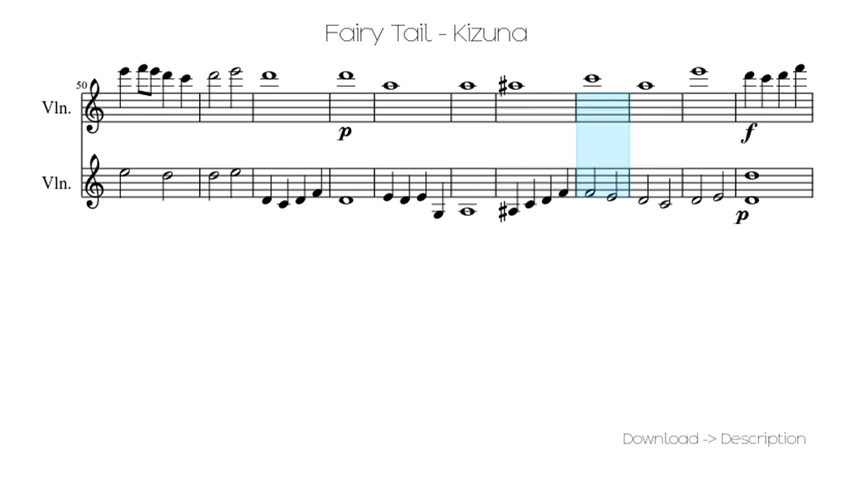 Fairy Tail - Kizuna
50
Vln.
p
f
Vln.
p
Download -> Description